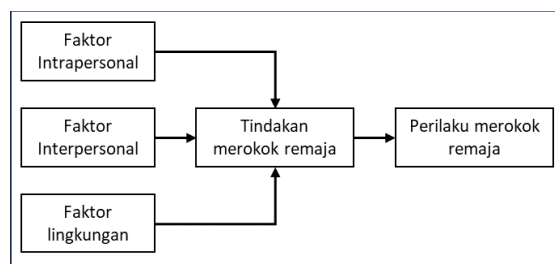 Faktor
Intrapersonal
Faktor
Interpersonal
Tindakan
merokok remaja
Perilaku merokok
remaja
Faktor
lingkungan